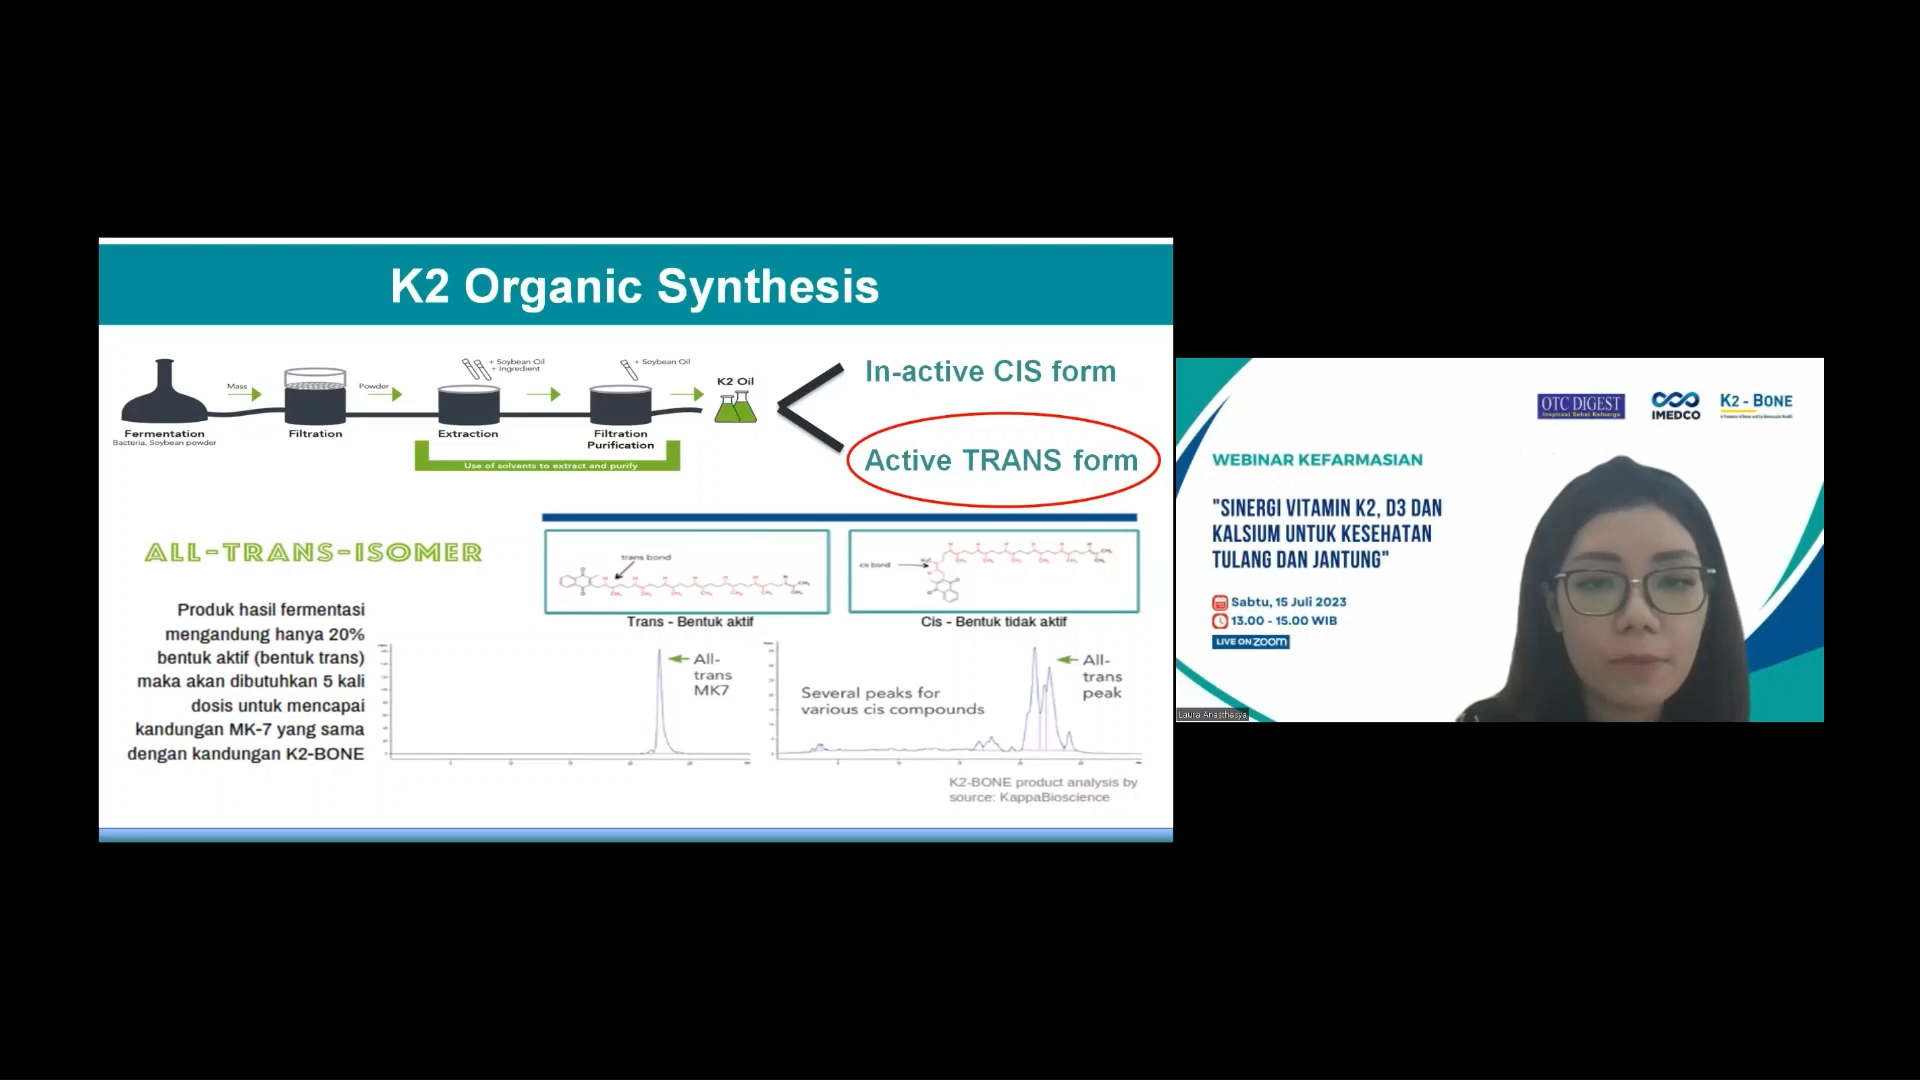 K2 Organic Synthesis
+ Soybean Oil
+ Ingredient
+ Soybean Oil
Mass
Powder
K2 Oil
Fermentation
Bacteria, Soybean powder
Filtration
Extraction
Filtration
Purification
Use of solvents to extract and purify
In-active CIS form
Active TRANS form
ALL-TRANS-ISOMER
Produk hasil fermentasi
mengandung hanya 20%
bentuk aktif (bentuk trans)
maka akan dibutuhkan 5 kali
dosis untuk mencapai
kandungan MK-7 yang sama
dengan kandungan K2-BONE
trans bond
Trans - Bentuk aktif
cis bond
Cis - Bentuk tidak aktif
All-
trans
MK7
Several peaks for
various cis compounds
All-
trans
peak
K2-BONE product analysis by
source: KappaBioscience
OTC DIGEST
Inspirasi Sehat Keluarga
IMEDCO
K2 - BONE
WEBINAR KEFARMASIAN
"SINERGI VITAMIN K2, D3 DAN
KALSIUM UNTUK KESEHATAN
TULANG DAN JANTUNG"
Sabtu, 15 Juli 2023
13.00 - 15.00 WIB
LIVE ON zoom
Laura Anasthasya